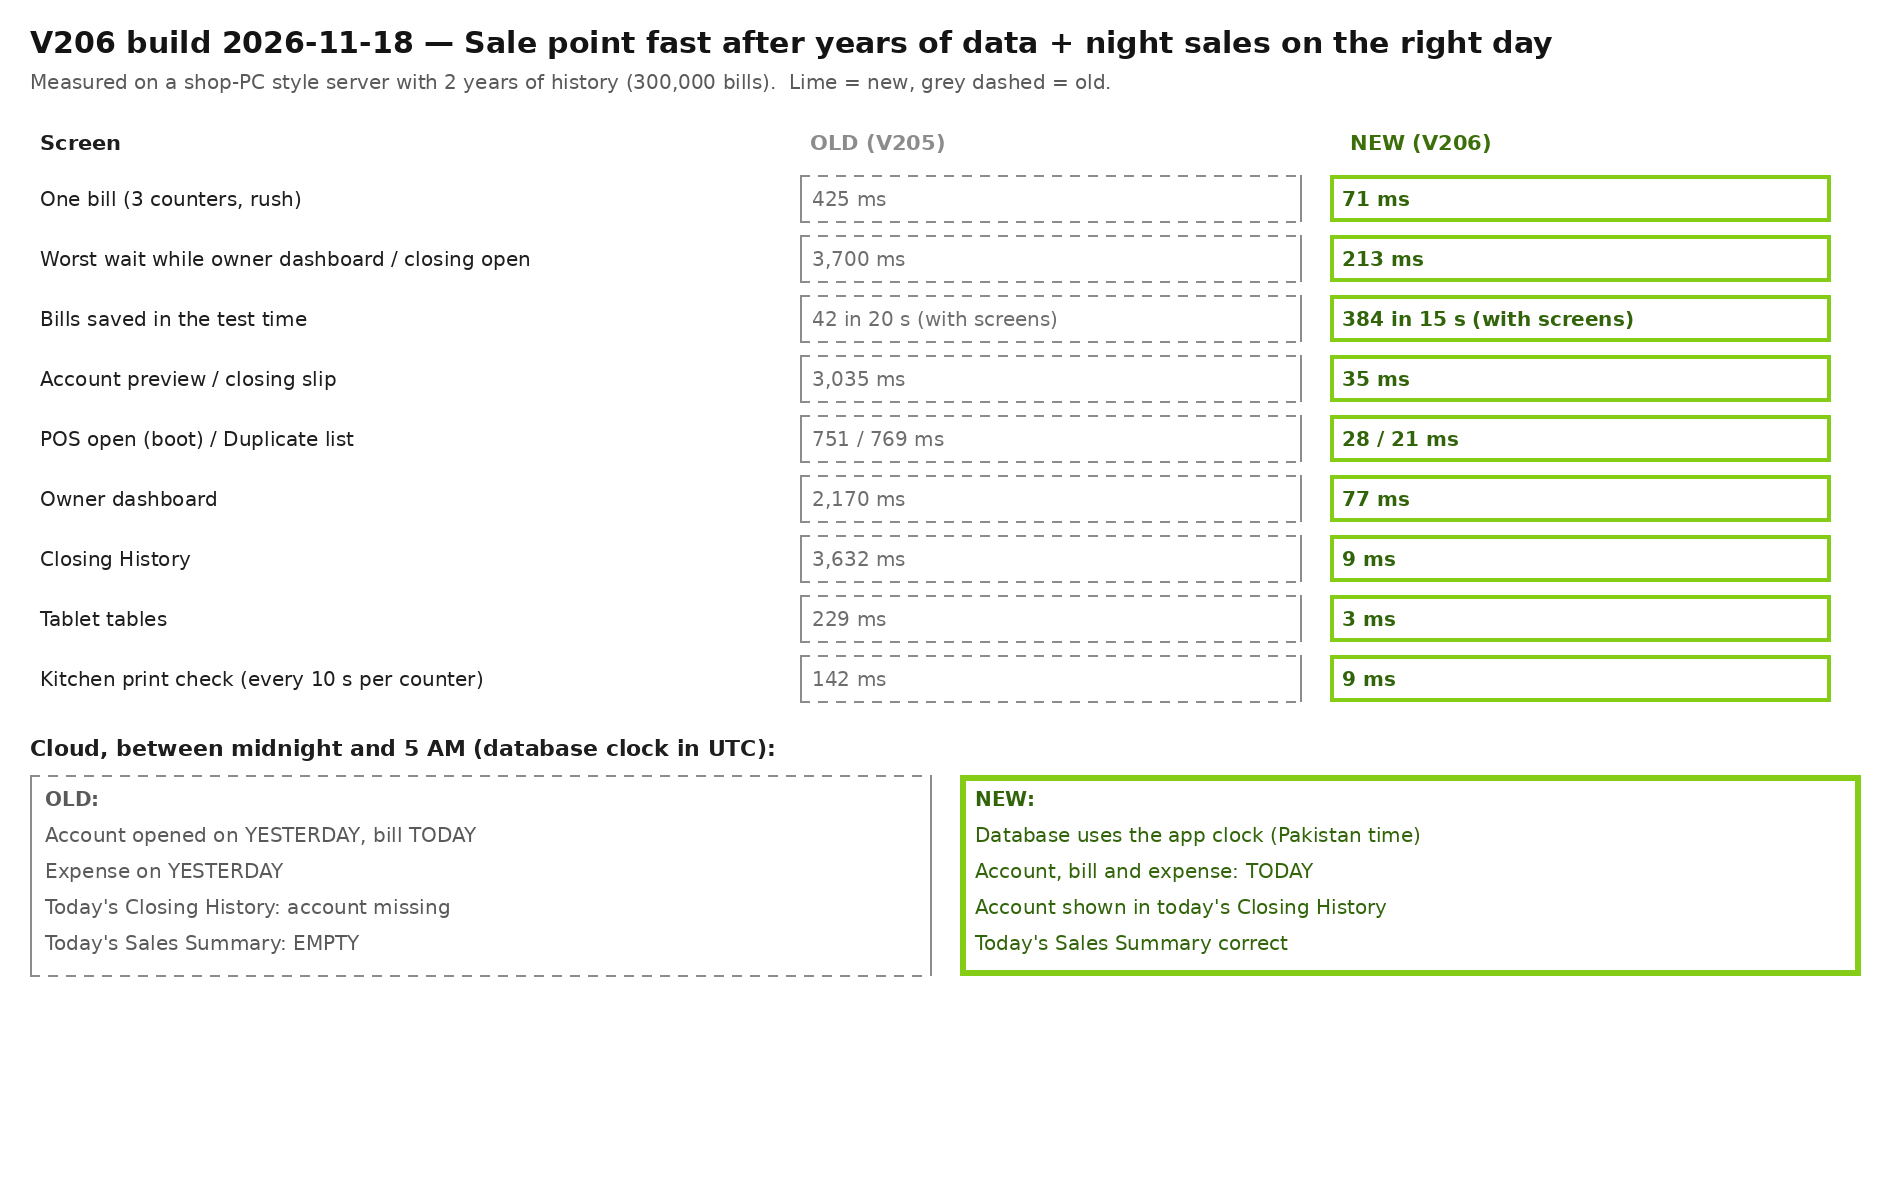 V206 build 2026-11-18 — Sale point fast after years of data + night sales on the right day
Measured on a shop-PC style server with 2 years of history (300,000 bills).  Lime = new, grey dashed = old.
Screen OLD (V205) NEW (V206)
One bill (3 counters, rush) 425 ms 71 ms
Worst wait while owner dashboard / closing open 3,700 ms 213 ms
Bills saved in the test time 42 in 20 s (with screens) 384 in 15 s (with screens)
Account preview / closing slip 3,035 ms 35 ms
POS open (boot) / Duplicate list 751 / 769 ms 28 / 21 ms
Owner dashboard 2,170 ms 77 ms
Closing History 3,632 ms 9 ms
Tablet tables 229 ms 3 ms
Kitchen print check (every 10 s per counter) 142 ms 9 ms
Cloud, between midnight and 5 AM (database clock in UTC):
OLD:
Account opened on YESTERDAY, bill TODAY
Expense on YESTERDAY
Today's Closing History: account missing
Today's Sales Summary: EMPTY
NEW:
Database uses the app clock (Pakistan time)
Account, bill and expense: TODAY
Account shown in today's Closing History
Today's Sales Summary correct